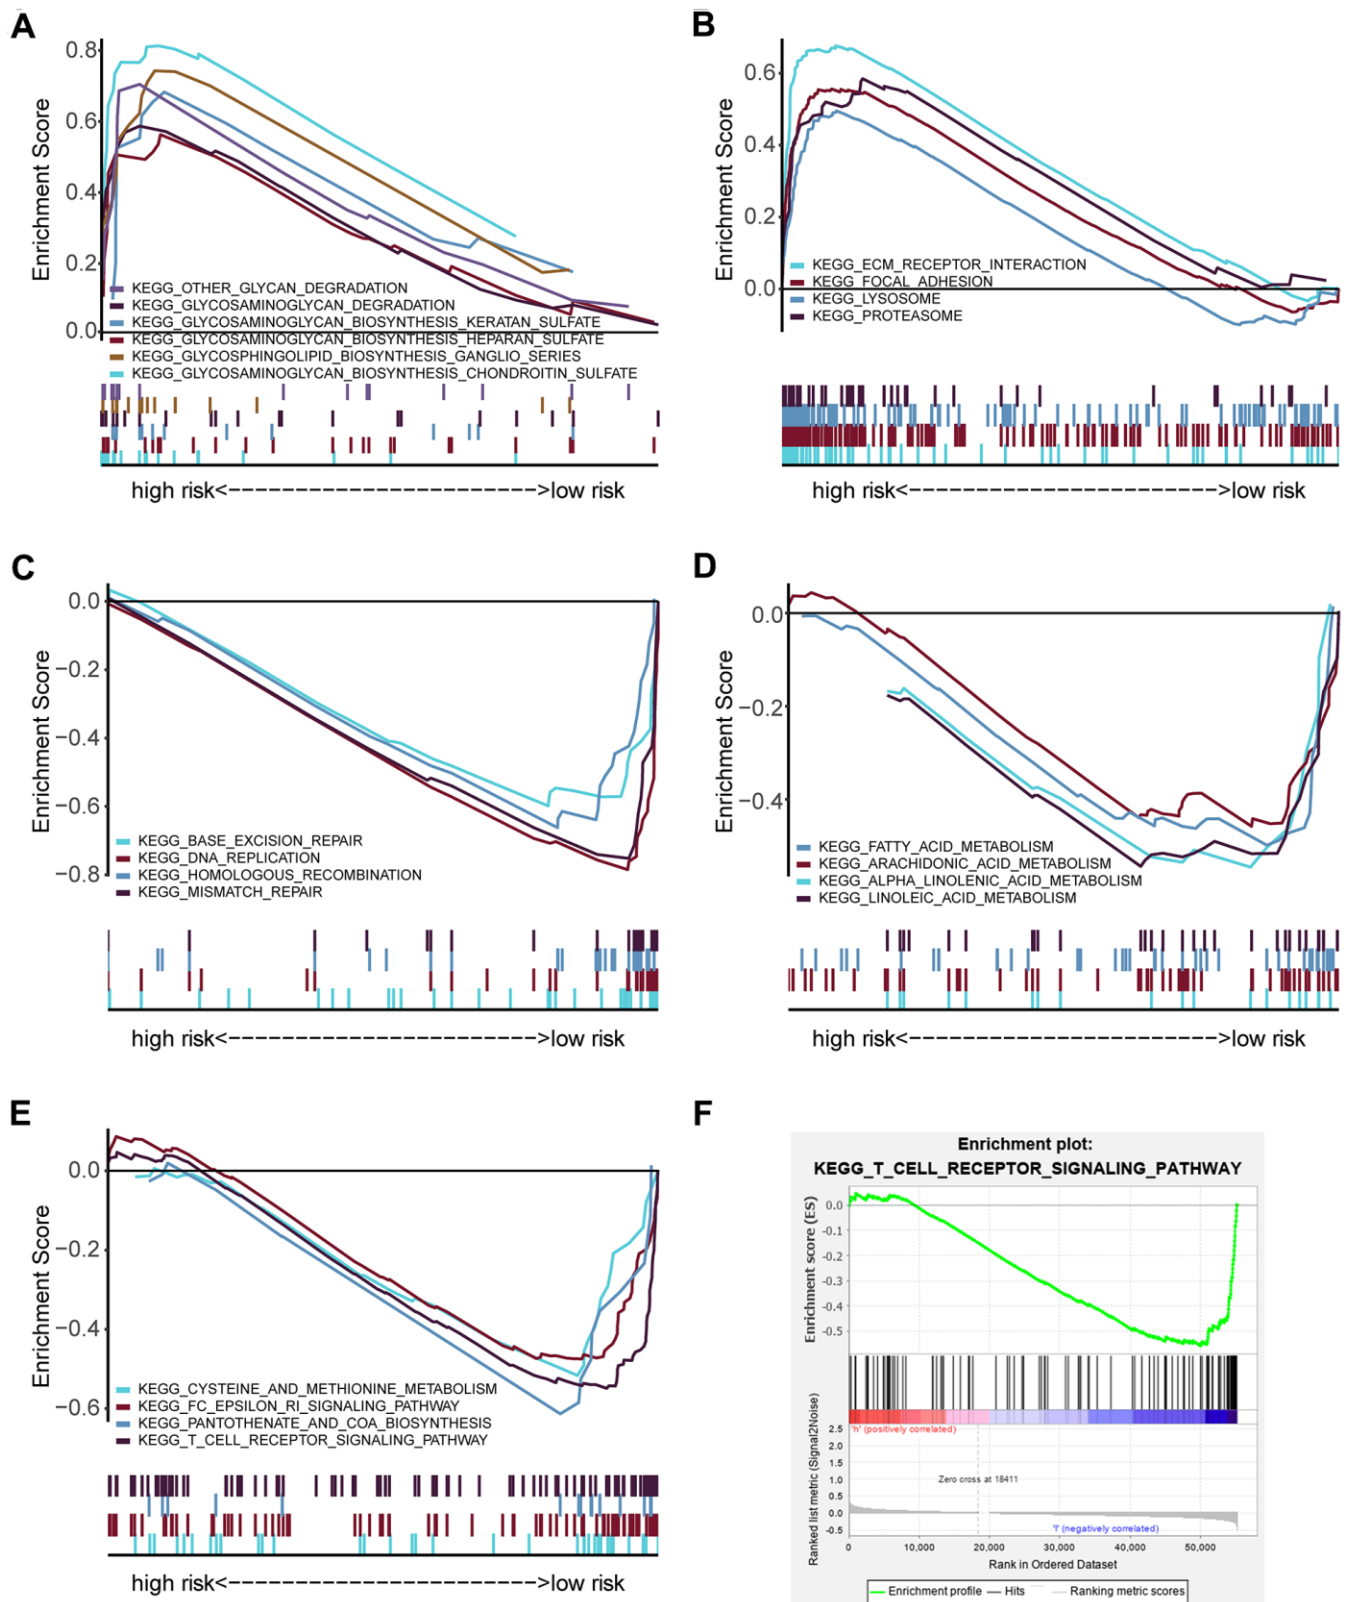 A
Enrichment Score
0.8
0.6
0.4
0.2
0.0
KEGG_OTHER_GLYCAN_DEGRADATION
KEGG_GLYCOSAMINOGLYCAN_DEGRADATION
KEGG_GLYCOSAMINOGLYCAN_BIOSYNTHESIS_KERATAN_SULFATE
KEGG_GLYCOSAMINOGLYCAN_BIOSYNTHESIS_HEPARAN_SULFATE
KEGG_GLYCOSPHINGOLIPID_BIOSYNTHESIS_GANGLIO_SERIES
KEGG_GLYCOSAMINOGLYCAN_BIOSYNTHESIS_CHONDROITIN_SULFATE
high risk<---------------------->low risk
B
Enrichment Score
0.6
0.4
0.2
0.0
KEGG_ECM_RECEPTOR_INTERACTION
KEGG_FOCAL_ADHESION
KEGG_LYSOSOME
KEGG_PROTEASOME
high risk<---------------------->low risk
C
Enrichment Score
0.0
−0.2
−0.4
−0.6
−0.8
KEGG_BASE_EXCISION_REPAIR
KEGG_DNA_REPLICATION
KEGG_HOMOLOGOUS_RECOMBINATION
KEGG_MISMATCH_REPAIR
high risk<---------------------->low risk
D
Enrichment Score
0.0
−0.2
−0.4
KEGG_FATTY_ACID_METABOLISM
KEGG_ARACHIDONIC_ACID_METABOLISM
KEGG_ALPHA_LINOLENIC_ACID_METABOLISM
KEGG_LINOLEIC_ACID_METABOLISM
high risk<---------------------->low risk
E
Enrichment Score
0.0
−0.2
−0.4
−0.6
KEGG_CYSTEINE_AND_METHIONINE_METABOLISM
KEGG_FC_EPSILON_RI_SIGNALING_PATHWAY
KEGG_PANTOTHENATE_AND_COA_BIOSYNTHESIS
KEGG_T_CELL_RECEPTOR_SIGNALING_PATHWAY
high risk<---------------------->low risk
F
Enrichment plot:
KEGG_T_CELL_RECEPTOR_SIGNALING_PATHWAY
Enrichment score (ES)
0.0
-0.1
-0.2
-0.3
-0.4
-0.5
'h' (positively correlated)
Ranked list metric (Signal2Noise)
2.5
2.0
1.5
1.0
0.5
0.0
-0.5
Zero cross at 18411
'l' (negatively correlated)
0 10,000 20,000 30,000 40,000 50,000
Rank in Ordered Dataset
Enrichment profile Hits Ranking metric scores